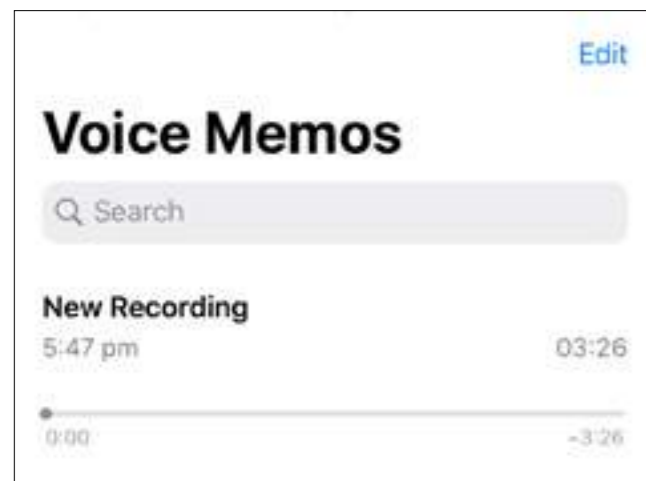 Edit
Voice Memos
Search
New Recording
5:47 pm 03:26
0:00 -3:26